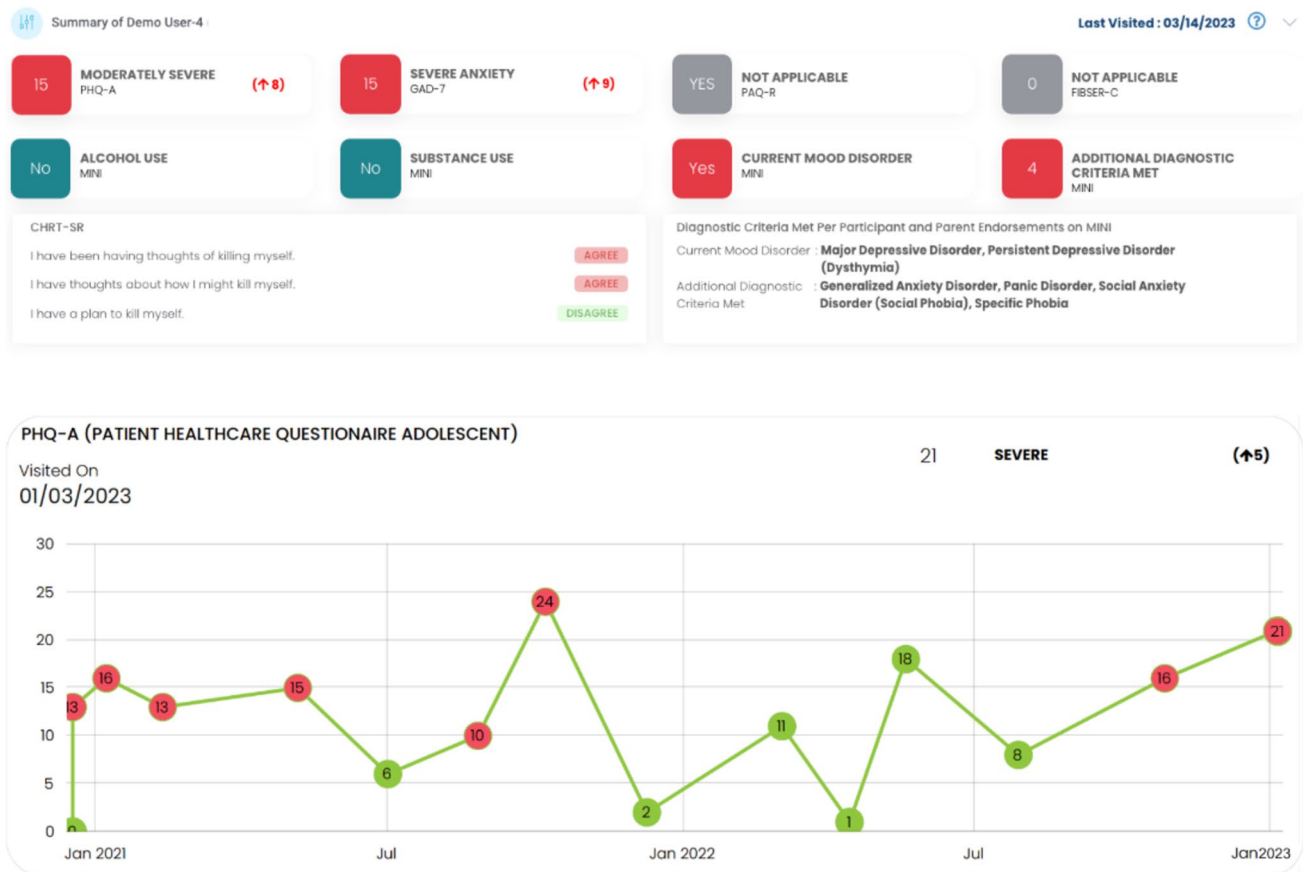 Summary of Demo User-4
Last Visited : 03/14/2023 ?
15 MODERATELY SEVERE (↑ 8)
PHQ-A
15 SEVERE ANXIETY (↑ 9)
GAD-7
YES NOT APPLICABLE
PAQ-R
0 NOT APPLICABLE
FIBSER-C
No ALCOHOL USE
MINI
No SUBSTANCE USE
MINI
Yes CURRENT MOOD DISORDER
MINI
4 ADDITIONAL DIAGNOSTIC
CRITERIA MET
MINI
CHRT-SR
I have been having thoughts of killing myself. AGREE
I have thoughts about how I might kill myself. AGREE
I have a plan to kill myself. DISAGREE
Diagnostic Criteria Met Per Participant and Parent Endorsements on MINI
Current Mood Disorder : Major Depressive Disorder, Persistent Depressive Disorder
(Dysthymia)
Additional Diagnostic : Generalized Anxiety Disorder, Panic Disorder, Social Anxiety
Criteria Met Disorder (Social Phobia), Specific Phobia
PHQ-A (PATIENT HEALTHCARE QUESTIONAIRE ADOLESCENT)
21 SEVERE (↑5)
Visited On
01/03/2023
30
25
20
15
10
5
0
0
13
16
13
15
6
10
24
2
11
1
18
8
16
21
Jan 2021
Jul
Jan 2022
Jul
Jan2023